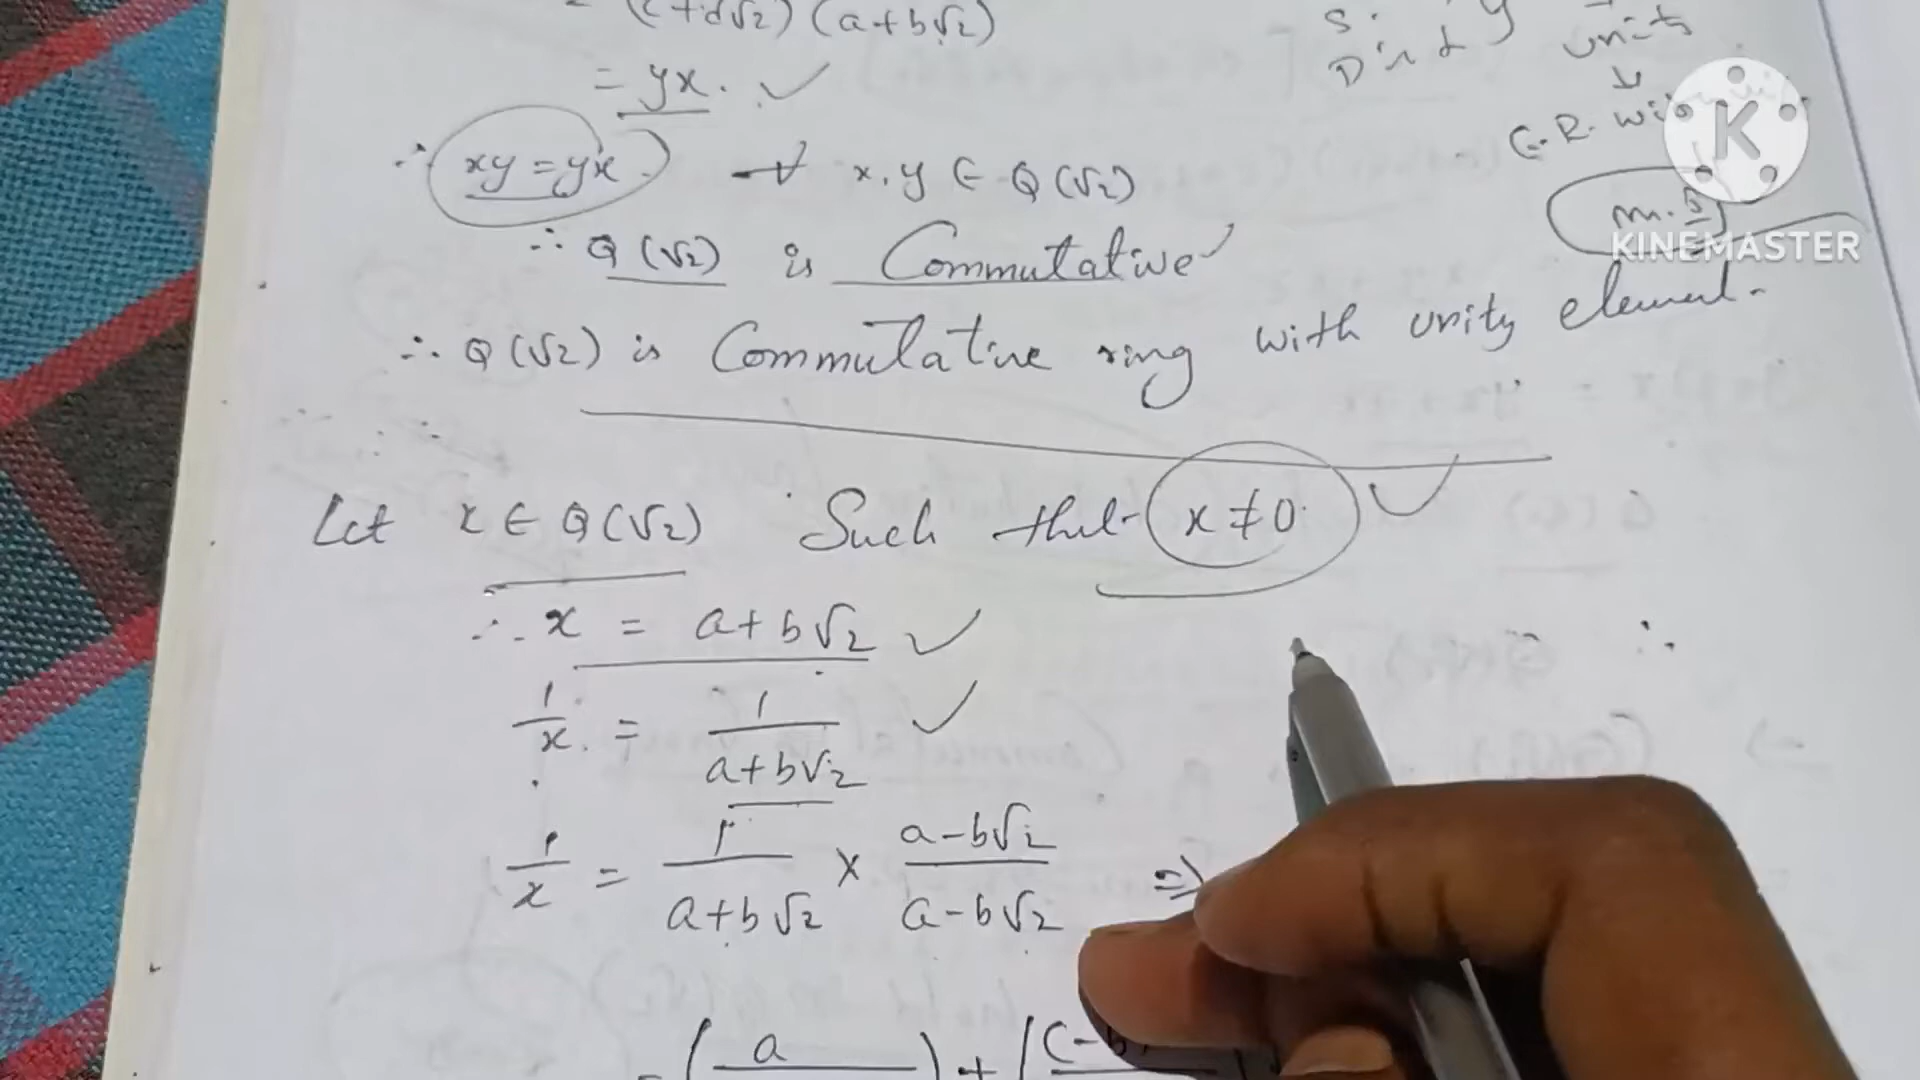 = (c+d√2) (a+b√2)
= yx. ✓
∴ xy = yx. ∀ x, y ∈ Q(√2)
units
↓
C.R. with
m.I
K
KINEMASTER
∴ Q(√2) is Commutative
∴ Q(√2) is Commutative ring with unity element.
Let x ∈ Q(√2) Such that x ≠ 0 ✓
∴ x = a+b√2 ✓
1/x = 1/(a+b√2) ✓
1/x = 1/(a+b√2) × (a-b√2)/(a-b√2) ⇒
= (a ) + ((-b